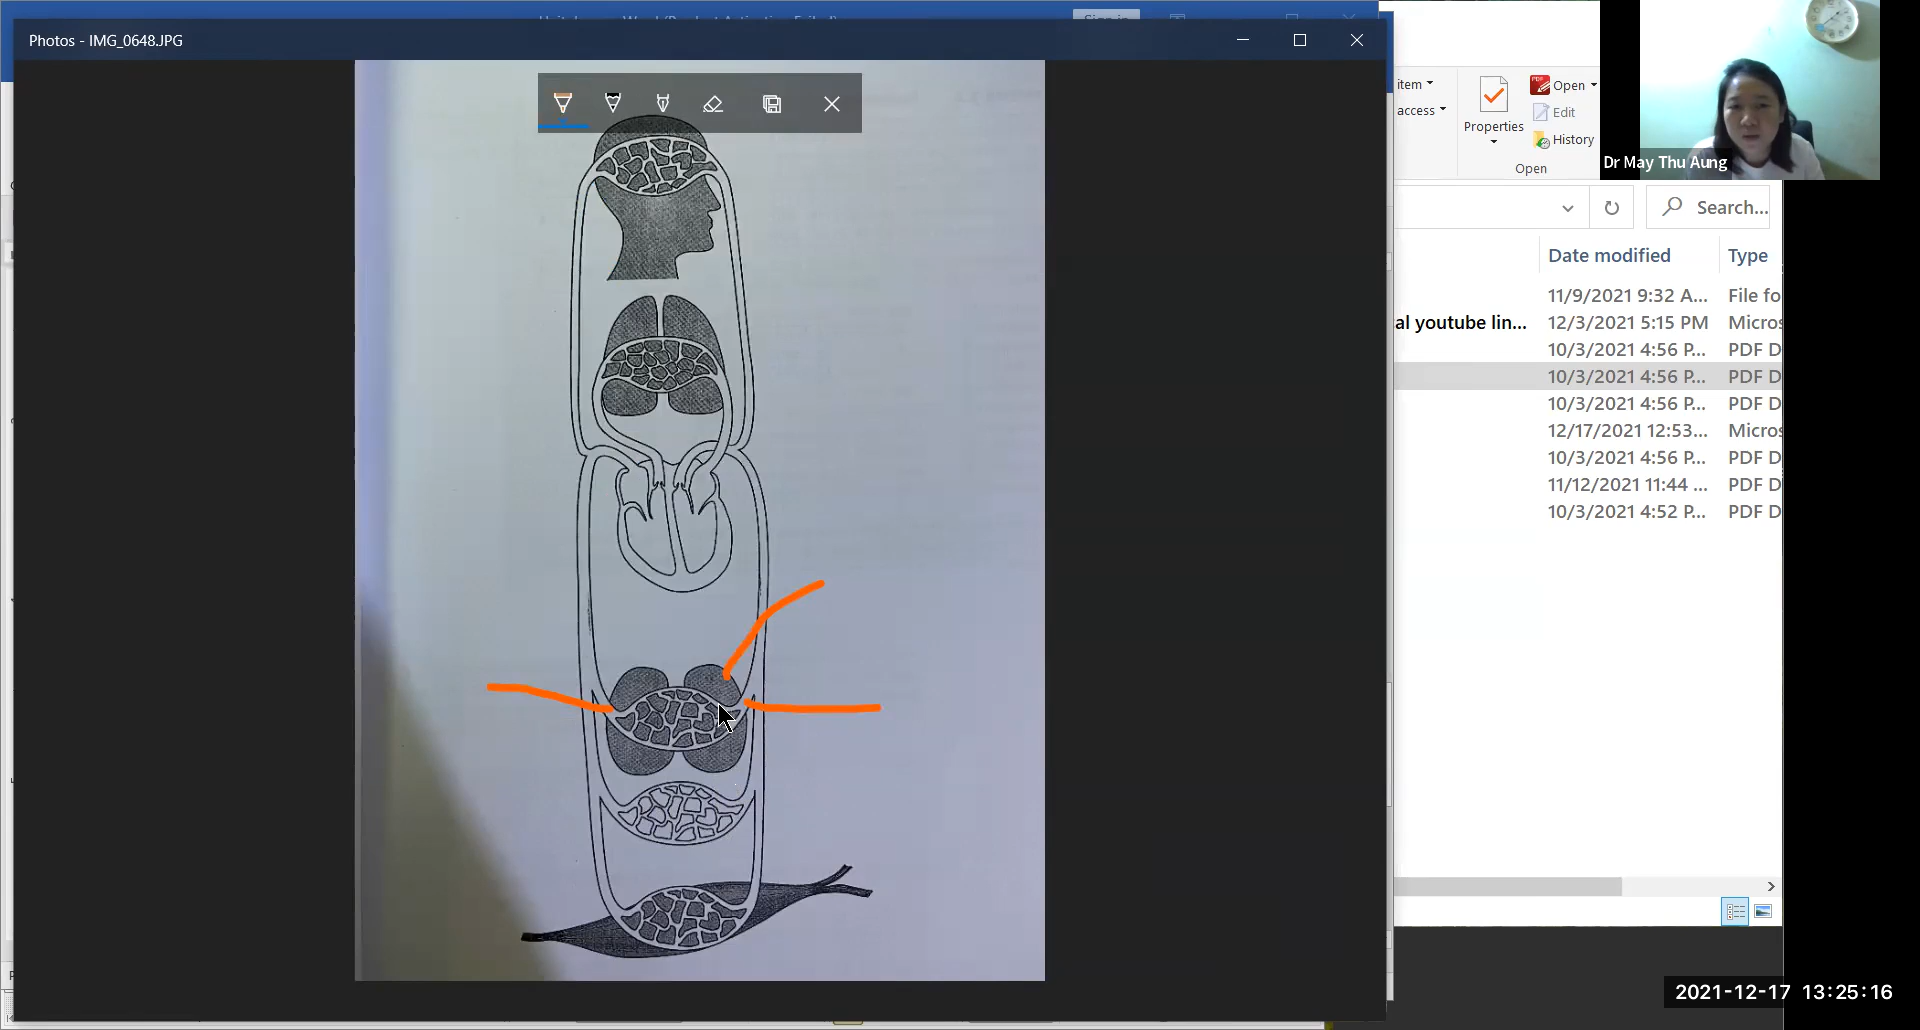 Photos - IMG_0648.JPG
Sign in
item
access
Properties
Open
Edit
History
Open
Dr May Thu Aung
Search...
Date modified Type
11/9/2021 9:32 A... File fo
al youtube lin... 12/3/2021 5:15 PM Micros
10/3/2021 4:56 P... PDF D
10/3/2021 4:56 P... PDF D
10/3/2021 4:56 P... PDF D
12/17/2021 12:53... Micros
10/3/2021 4:56 P... PDF D
11/12/2021 11:44 ... PDF D
10/3/2021 4:52 P... PDF D
2021-12-17 13:25:16